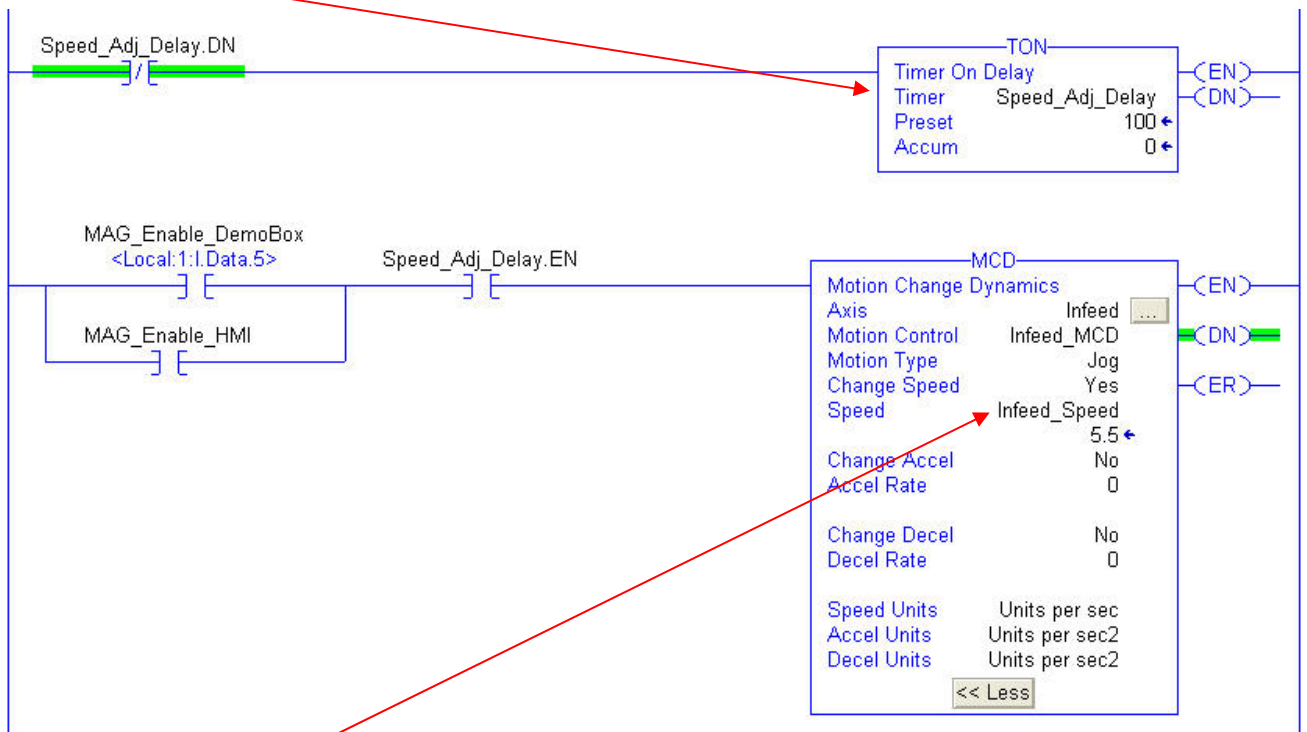 Speed_Adj_Delay.DN
TON
Timer On Delay
Timer Speed_Adj_Delay
Preset 100
Accum 0
EN
DN
MAG_Enable_DemoBox
<Local:1:I.Data.5>
Speed_Adj_Delay.EN
MAG_Enable_HMI
MCD
Motion Change Dynamics
Axis Infeed ...
Motion Control Infeed_MCD
Motion Type Jog
Change Speed Yes
Speed Infeed_Speed
5.5
Change Accel No
Accel Rate 0
Change Decel No
Decel Rate 0
Speed Units Units per sec
Accel Units Units per sec2
Decel Units Units per sec2
<< Less
EN
DN
ER